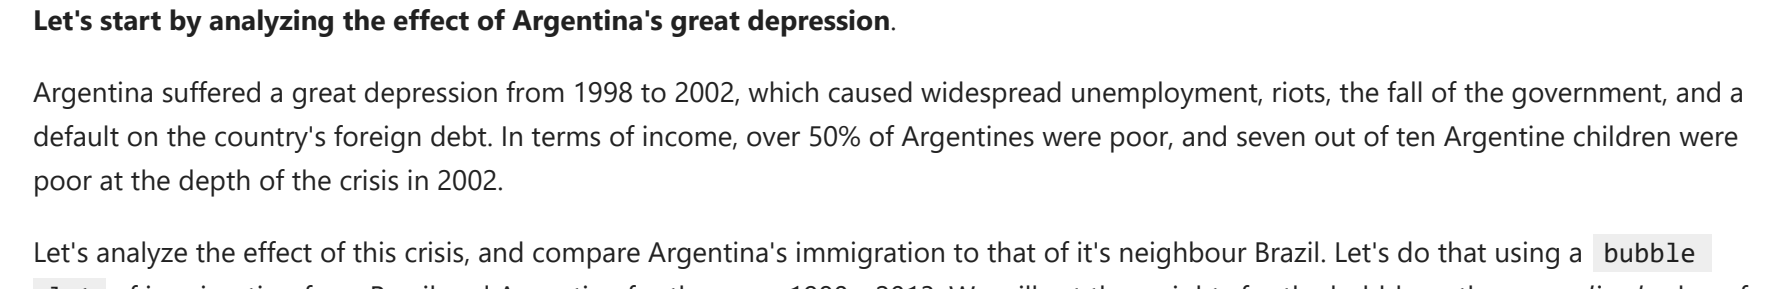 Let's start by analyzing the effect of Argentina's great depression.
Argentina suffered a great depression from 1998 to 2002, which caused widespread unemployment, riots, the fall of the government, and a
default on the country's foreign debt. In terms of income, over 50% of Argentines were poor, and seven out of ten Argentine children were
poor at the depth of the crisis in 2002.
Let's analyze the effect of this crisis, and compare Argentina's immigration to that of it's neighbour Brazil. Let's do that using a bubble